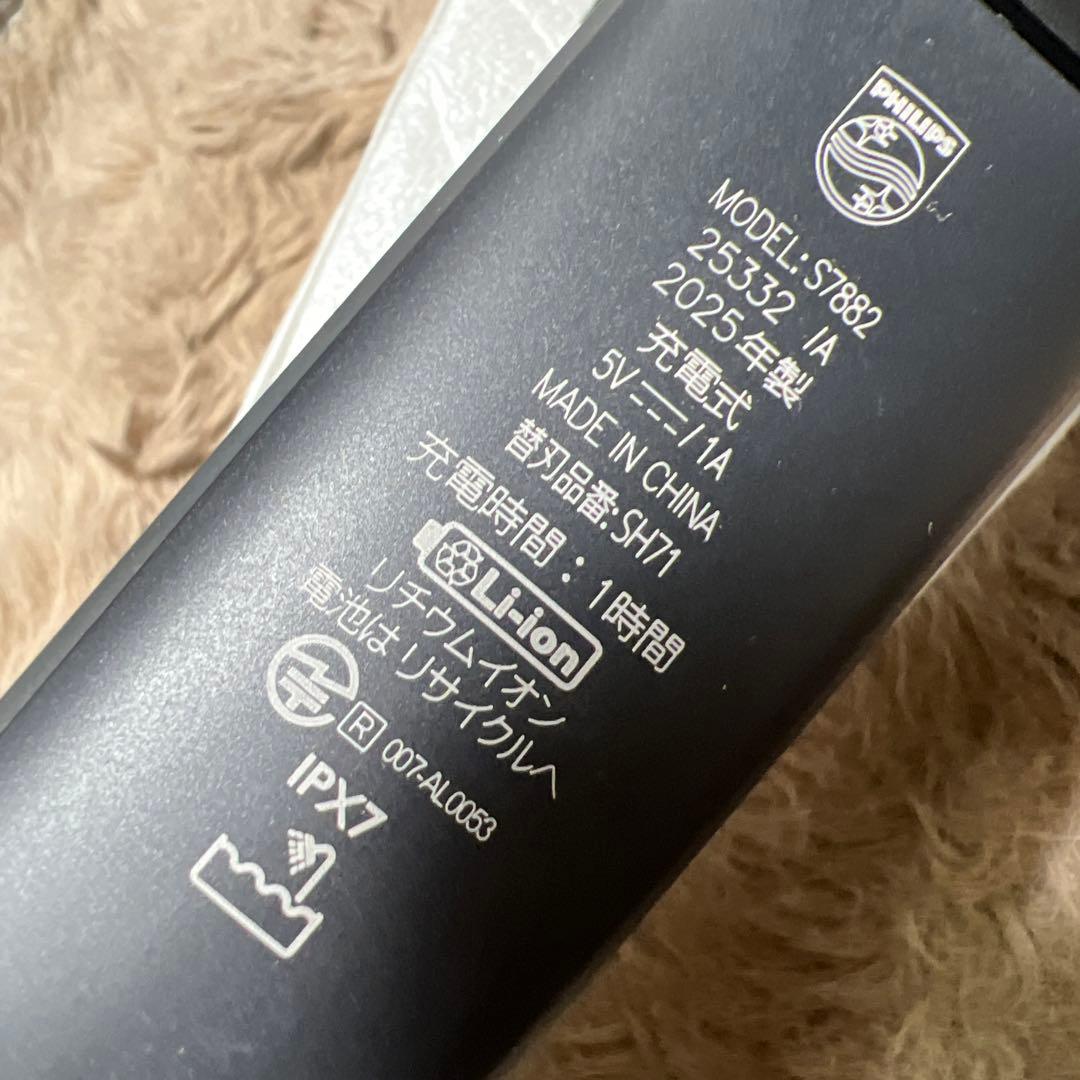 PHILIPS
MODEL: S7882
25332 1A
2025年製
充電式
5V⎓/1A
MADE IN CHINA
替刃品番:SH71
充電時間:1時間
Li-ion
リチウムイオン
電池はリサイクルへ
R 007-AL0053
IPX7